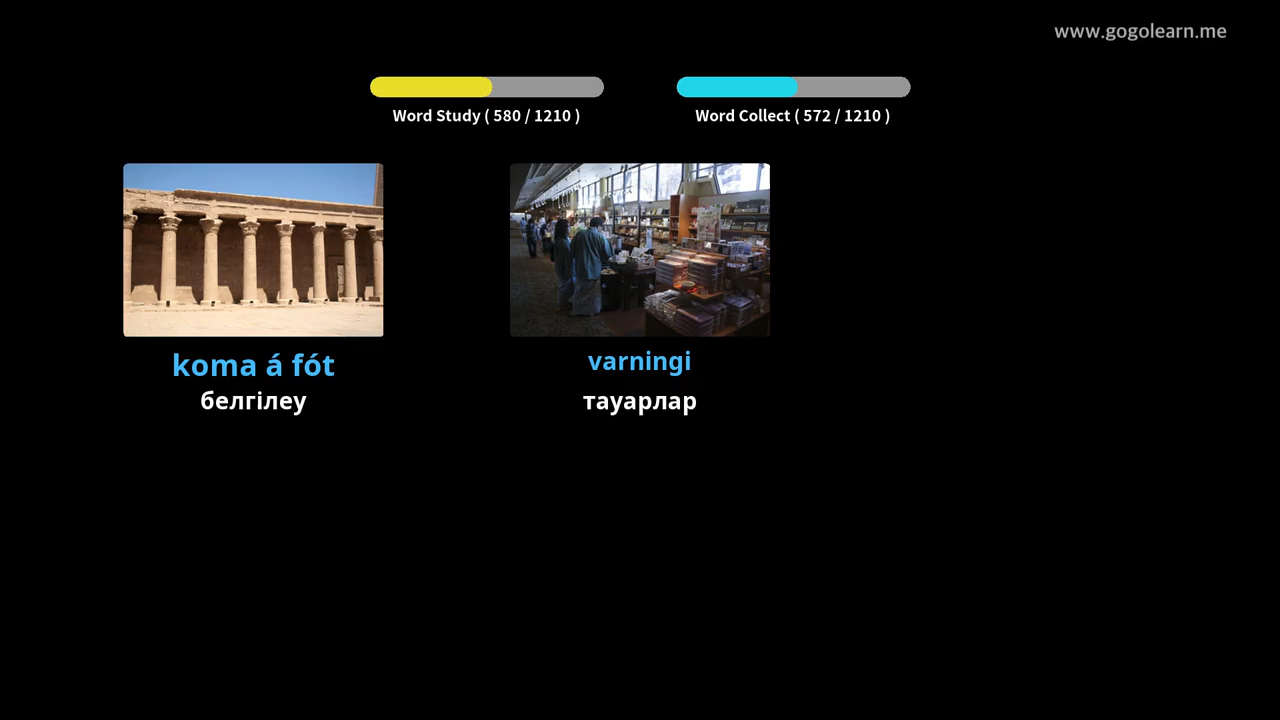 www.gogolearn.me
Word Study ( 580 / 1210 )
Word Collect ( 572 / 1210 )
koma á fót
белгілеу
varningi
тауарлар